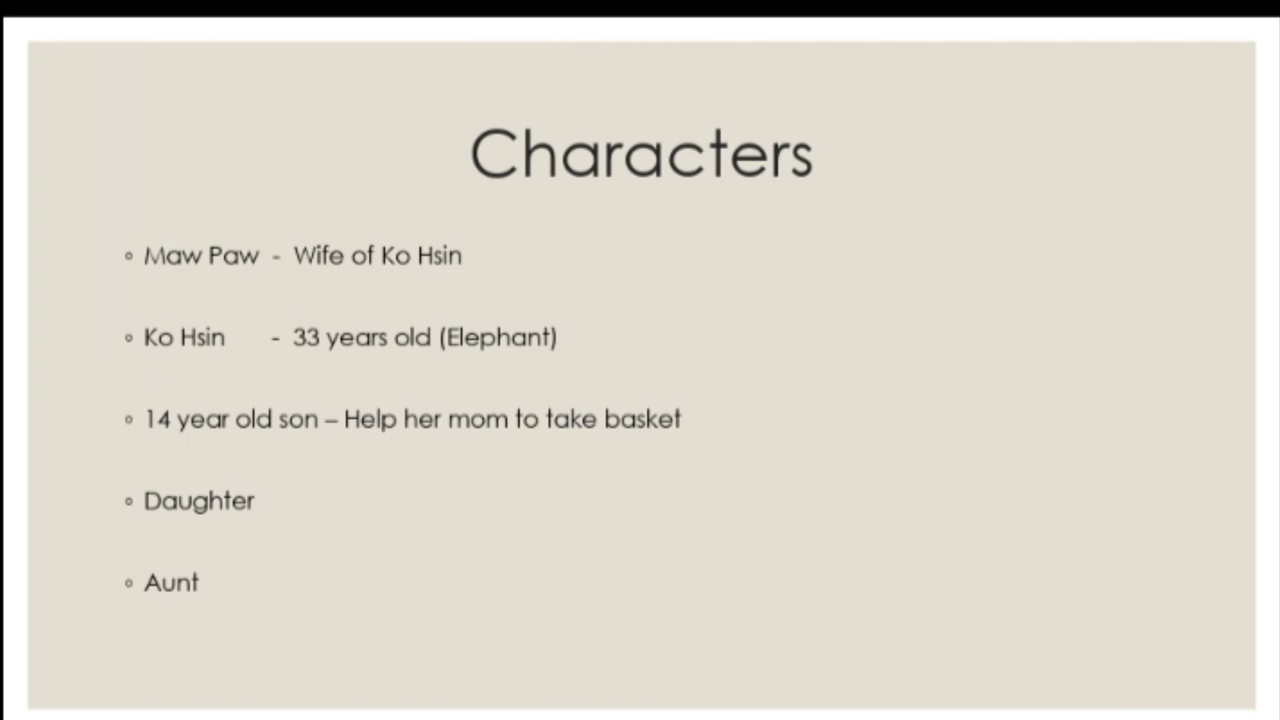 Characters
◦ Maw Paw - Wife of Ko Hsin
◦ Ko Hsin - 33 years old (Elephant)
◦ 14 year old son – Help her mom to take basket
◦ Daughter
◦ Aunt